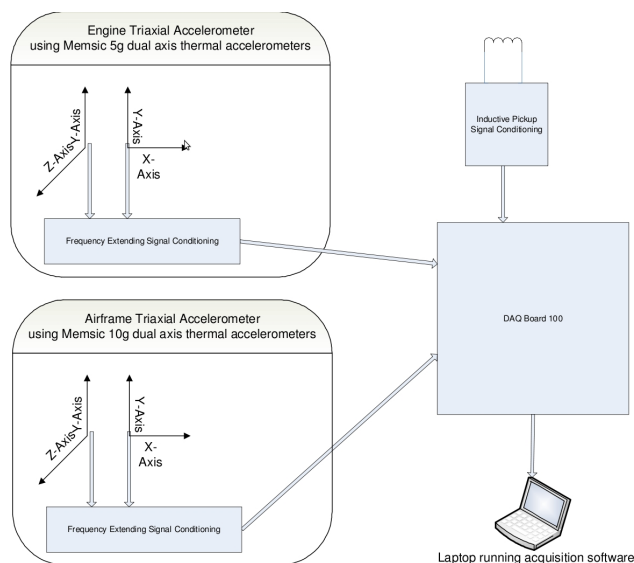 Engine Triaxial Accelerometer
using Memsic 5g dual axis thermal accelerometers
Z-Axis
Y-Axis
Y-Axis
X-
Axis
Frequency Extending Signal Conditioning
Inductive Pickup
Signal Conditioning
DAQ Board 100
Airframe Triaxial Accelerometer
using Memsic 10g dual axis thermal accelerometers
Z-Axis
Y-Axis
Y-Axis
X-
Axis
Frequency Extending Signal Conditioning
Laptop running acquisition software